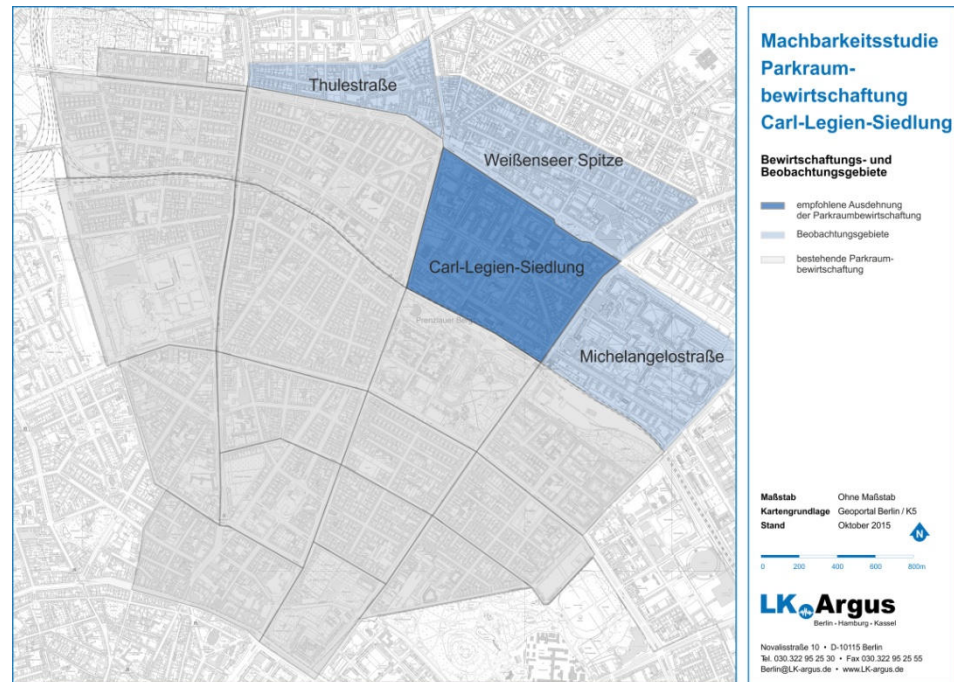 Thulestraße
Weißenseer Spitze
Carl-Legien-Siedlung
Prenzlauer Berg
Michelangelostraße
Machbarkeitsstudie
Parkraum-
bewirtschaftung
Carl-Legien-Siedlung
Bewirtschaftungs- und
Beobachtungsgebiete
empfohlene Ausdehnung
der Parkraumbewirtschaftung
Beobachtungsgebiete
bestehende Parkraum-
bewirtschaftung
Maßstab Ohne Maßstab
Kartengrundlage Geoportal Berlin / K5
Stand Oktober 2015
N
0 200 400 600 800m
LK Argus
Berlin - Hamburg - Kassel
Novalisstraße 10 • D-10115 Berlin
Tel. 030.322 95 25 30 • Fax 030.322 95 25 55
Berlin@LK-argus.de • www.LK-argus.de